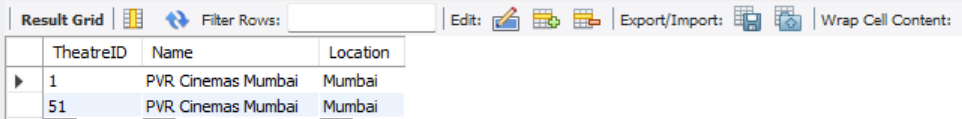 Result Grid Filter Rows: Edit: Export/Import: Wrap Cell Content:
TheatreID Name Location
1 PVR Cinemas Mumbai Mumbai
51 PVR Cinemas Mumbai Mumbai